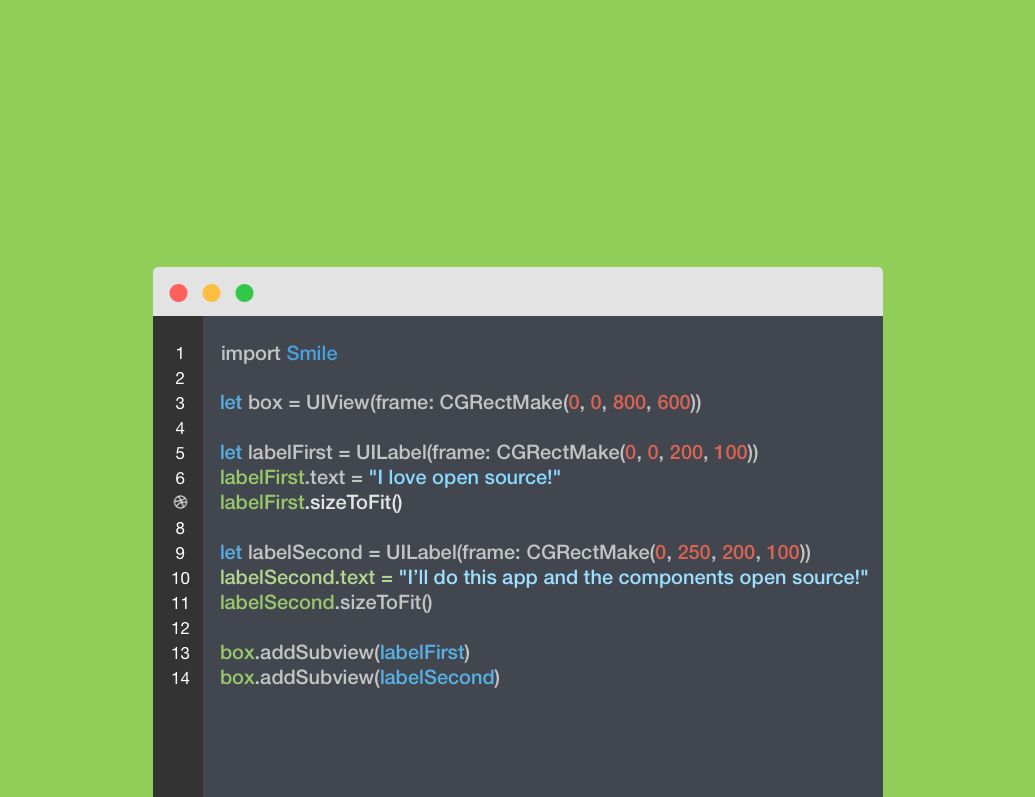 1 import Smile
2
3 let box = UIView(frame: CGRectMake(0, 0, 800, 600))
4
5 let labelFirst = UILabel(frame: CGRectMake(0, 0, 200, 100))
6 labelFirst.text = "I love open source!"
labelFirst.sizeToFit()
8
9 let labelSecond = UILabel(frame: CGRectMake(0, 250, 200, 100))
10 labelSecond.text = "I’ll do this app and the components open source!"
11 labelSecond.sizeToFit()
12
13 box.addSubview(labelFirst)
14 box.addSubview(labelSecond)